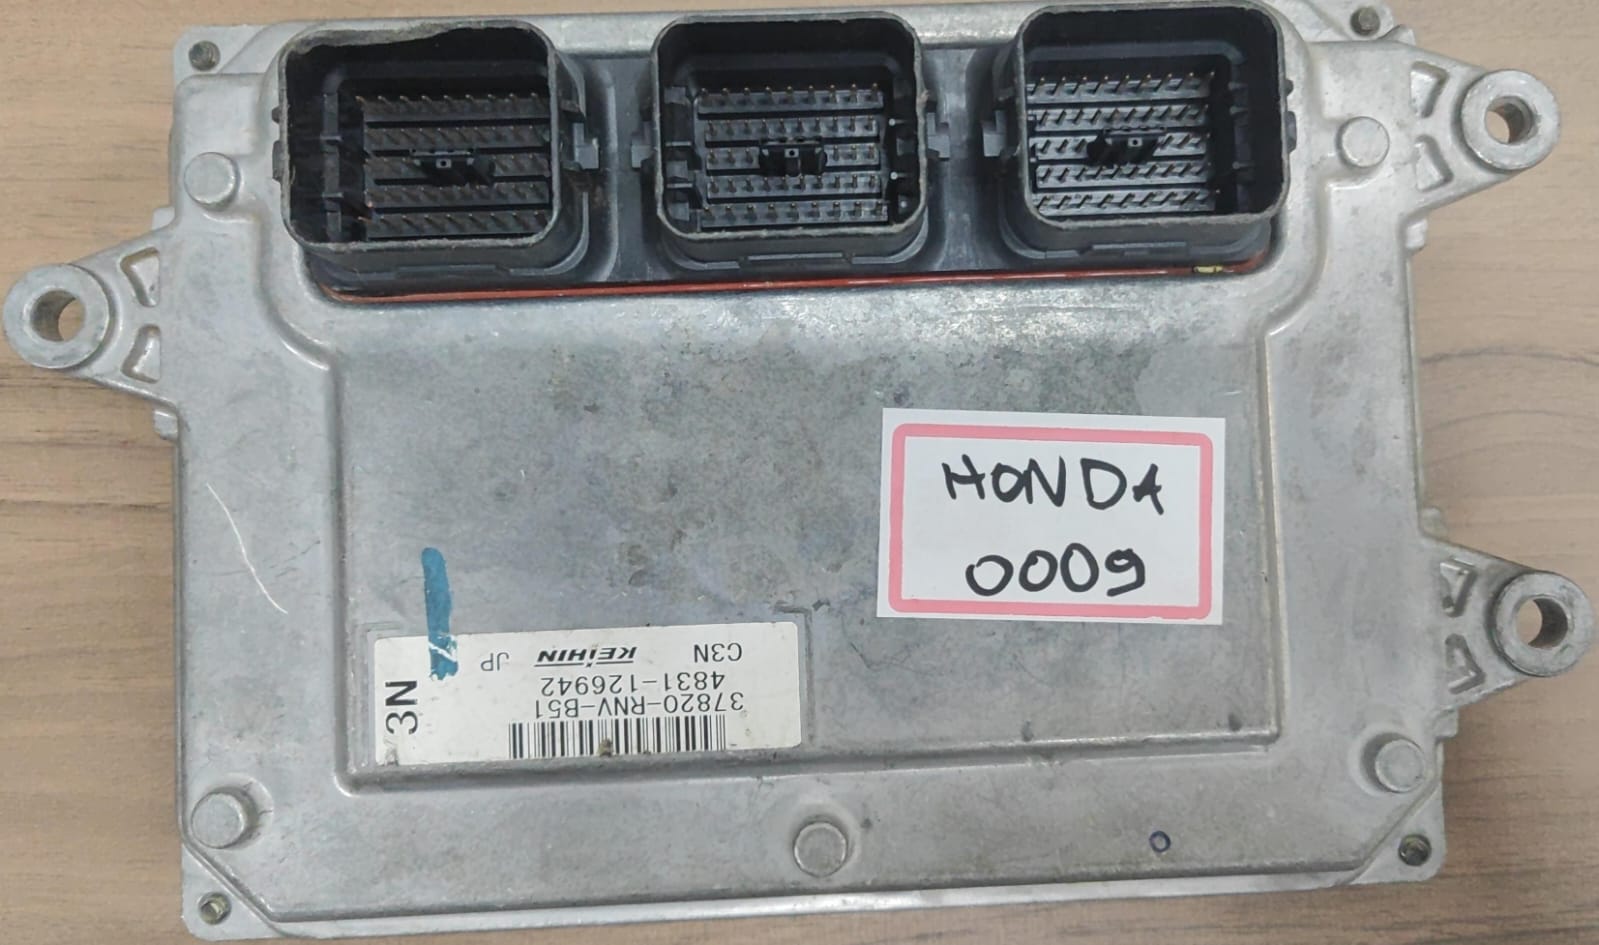 HONDA
0009
37820-RNV-B51
4831-126942
C3N KEIHIN JP
3N